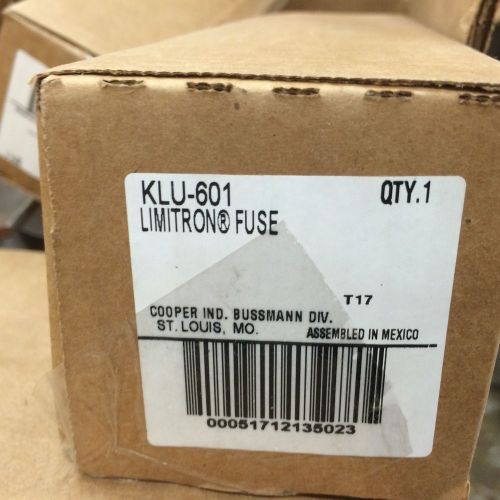 KLU-601 QTY.1
LIMITRON® FUSE
T17
COOPER IND. BUSSMANN DIV.
ST. LOUIS, MO. ASSEMBLED IN MEXICO
00051712135023